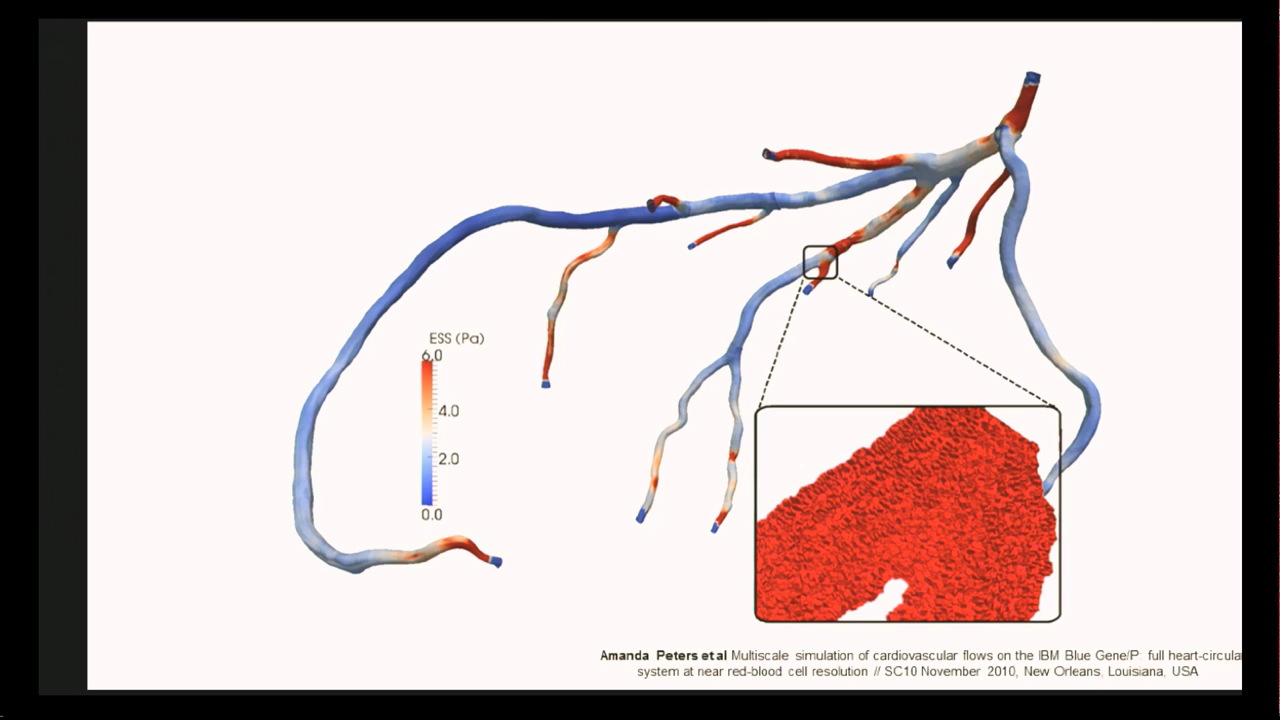 ESS (Pa)
6.0
4.0
2.0
0.0
Amanda Peters et al Multiscale simulation of cardiovascular flows on the IBM Blue Gene/P: full heart-circular
system at near red-blood cell resolution // SC10 November 2010, New Orleans, Louisiana, USA